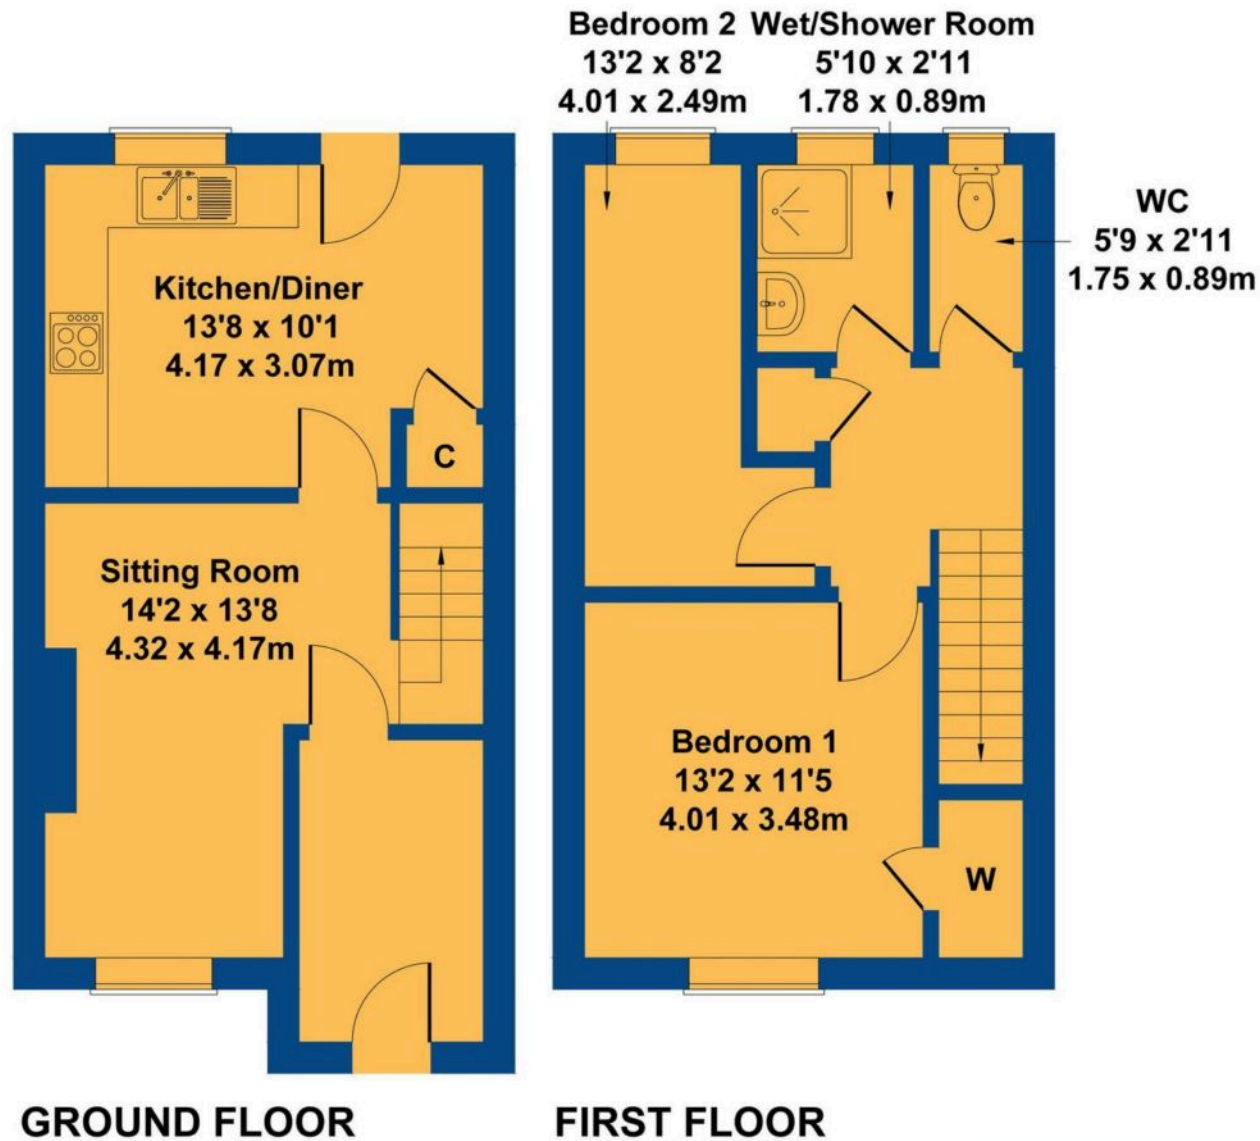 Bedroom 2
13'2 x 8'2
4.01 x 2.49m
Wet/Shower Room
5'10 x 2'11
1.78 x 0.89m
WC
5'9 x 2'11
1.75 x 0.89m
Kitchen/Diner
13'8 x 10'1
4.17 x 3.07m
C
Sitting Room
14'2 x 13'8
4.32 x 4.17m
Bedroom 1
13'2 x 11'5
4.01 x 3.48m
W
GROUND FLOOR
FIRST FLOOR